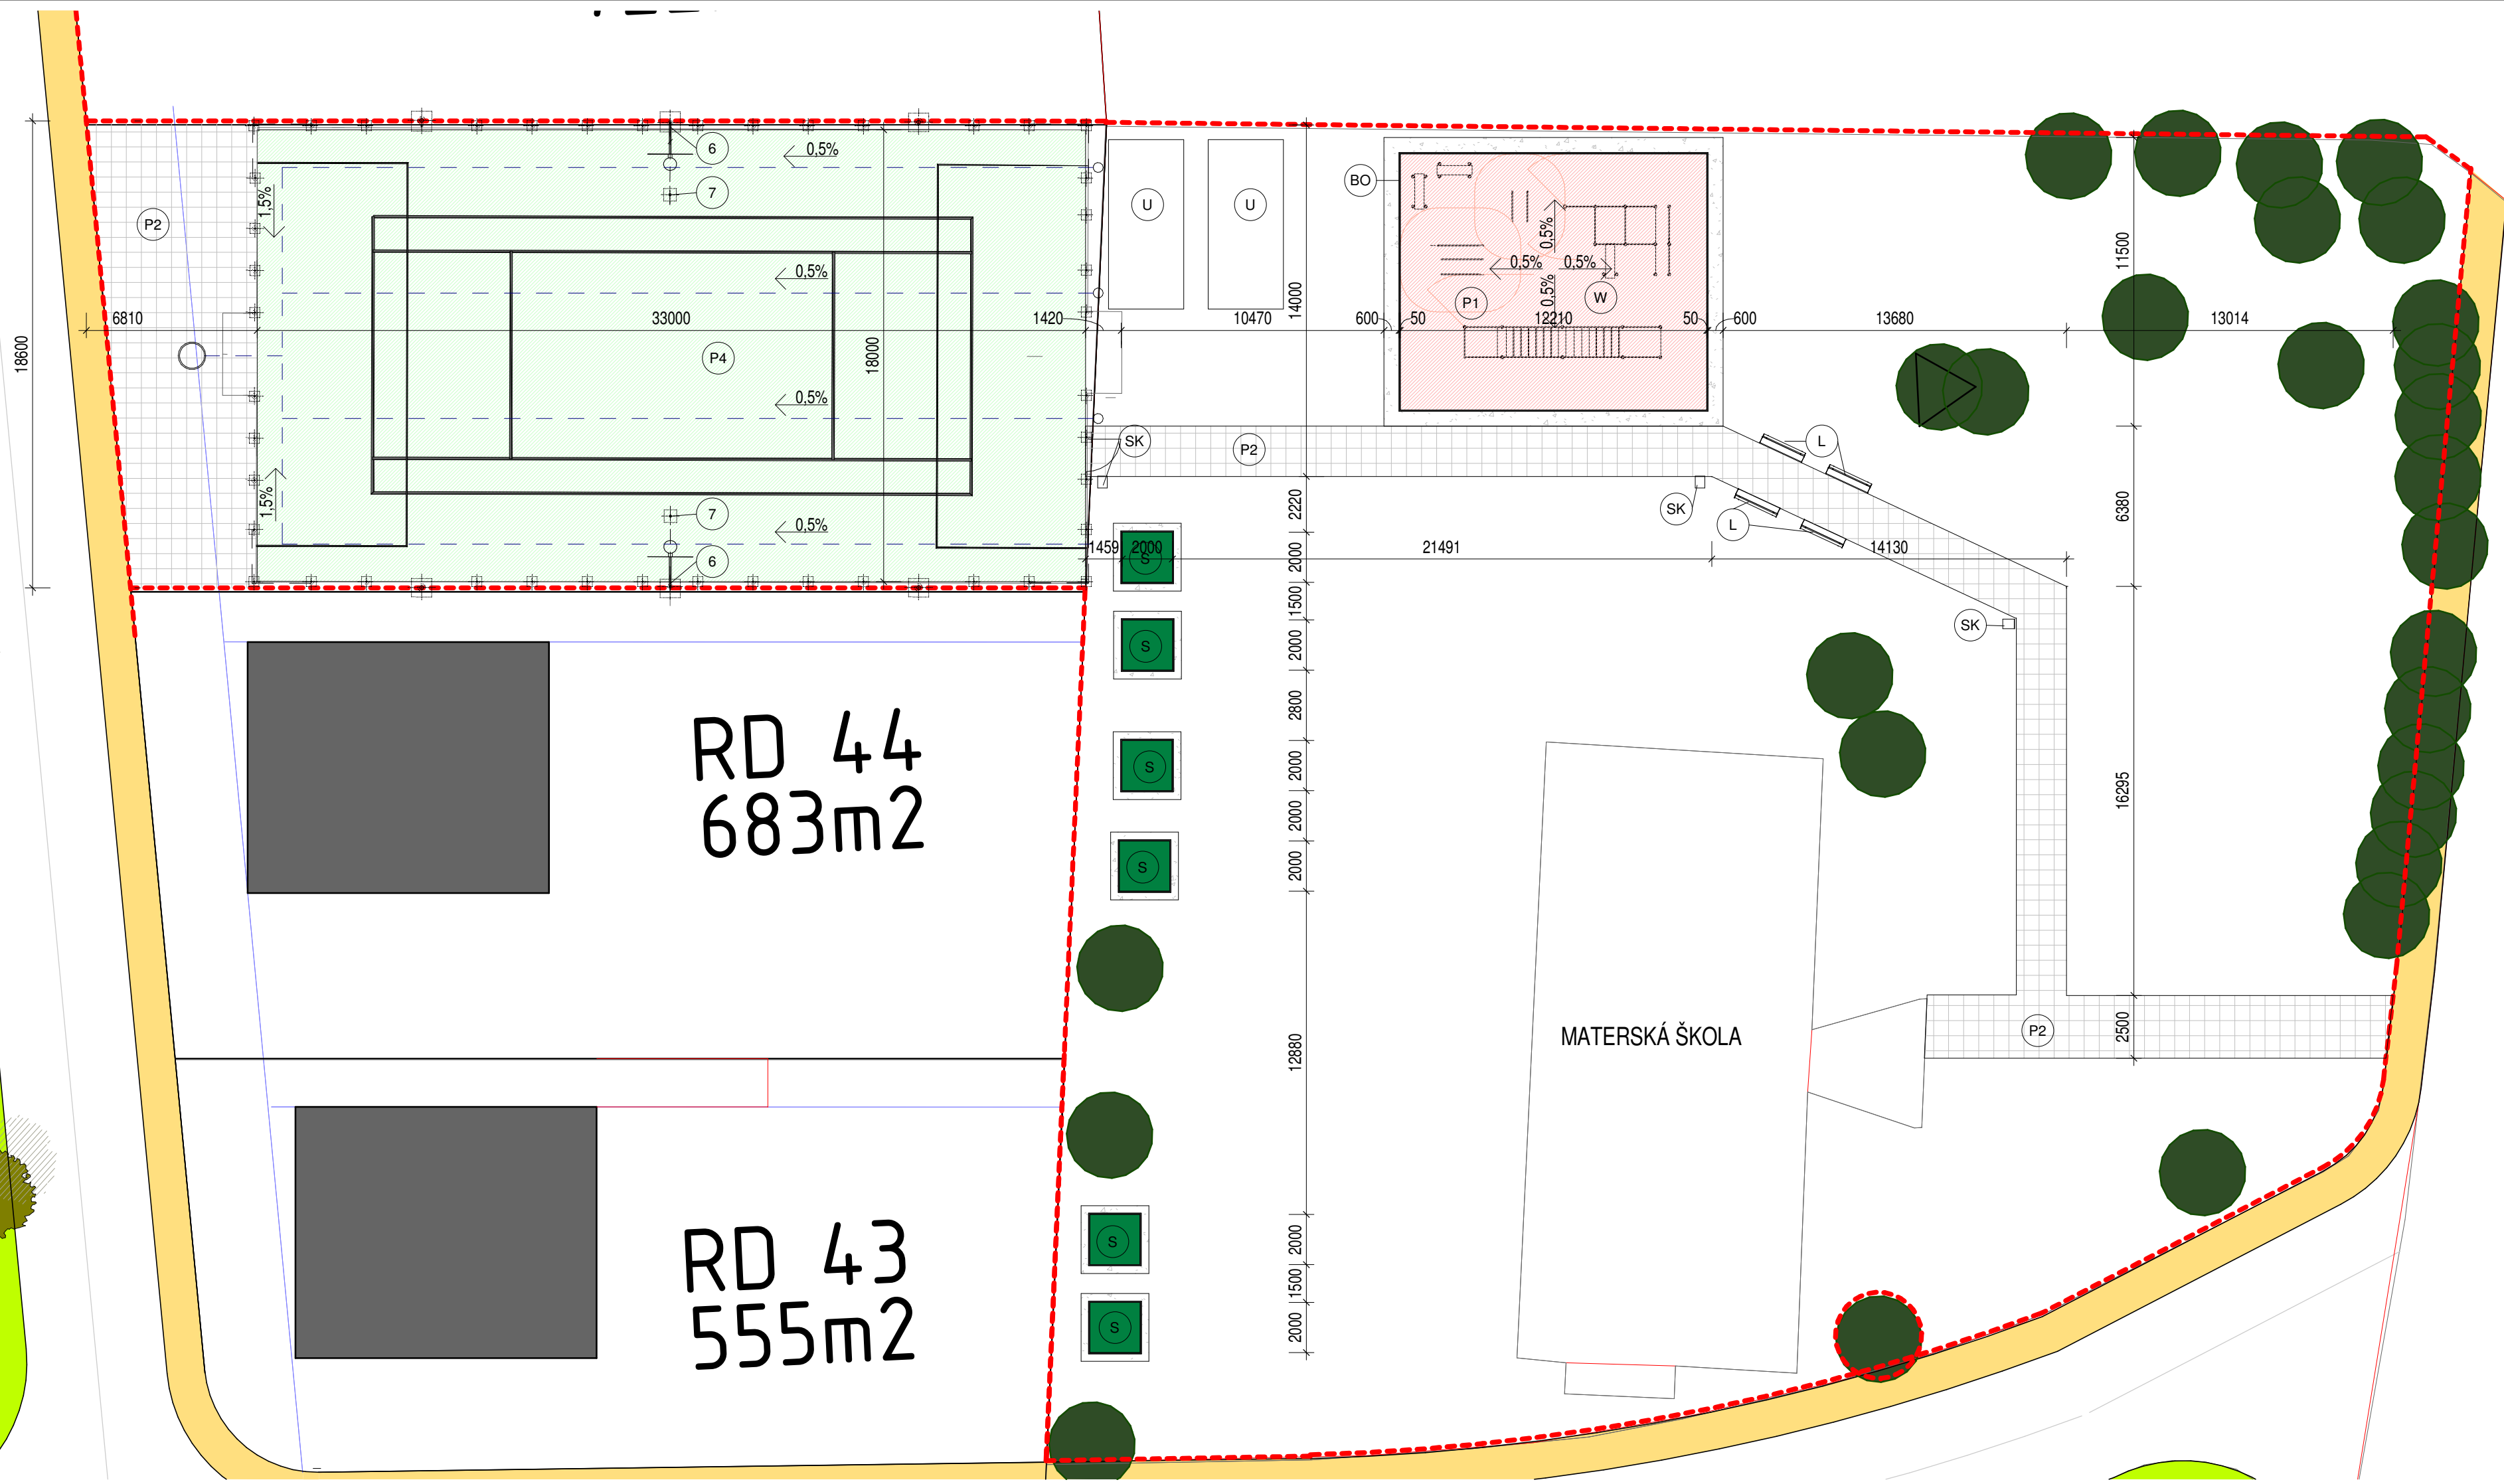 6
0,5%
7
1,5%
P2
U
U
BO
0,5%
0,5%
0,5%
0,5%
0,5%
P1
W
11500
14000
18600
6810
33000
1420
10470
600
50
12210
50
600
13680
13014
P4
18000
0,5%
SK
P2
L
1,5%
7
0,5%
6
SK
L
2220
6380
1459
2000
21491
14130
S
2000
1500
S
2000
SK
2800
RD 44
683m2
S
2000
2000
S
2000
16295
MATERSKÁ ŠKOLA
P2
2500
12880
RD 43
555m2
S
2000
1500
S
2000